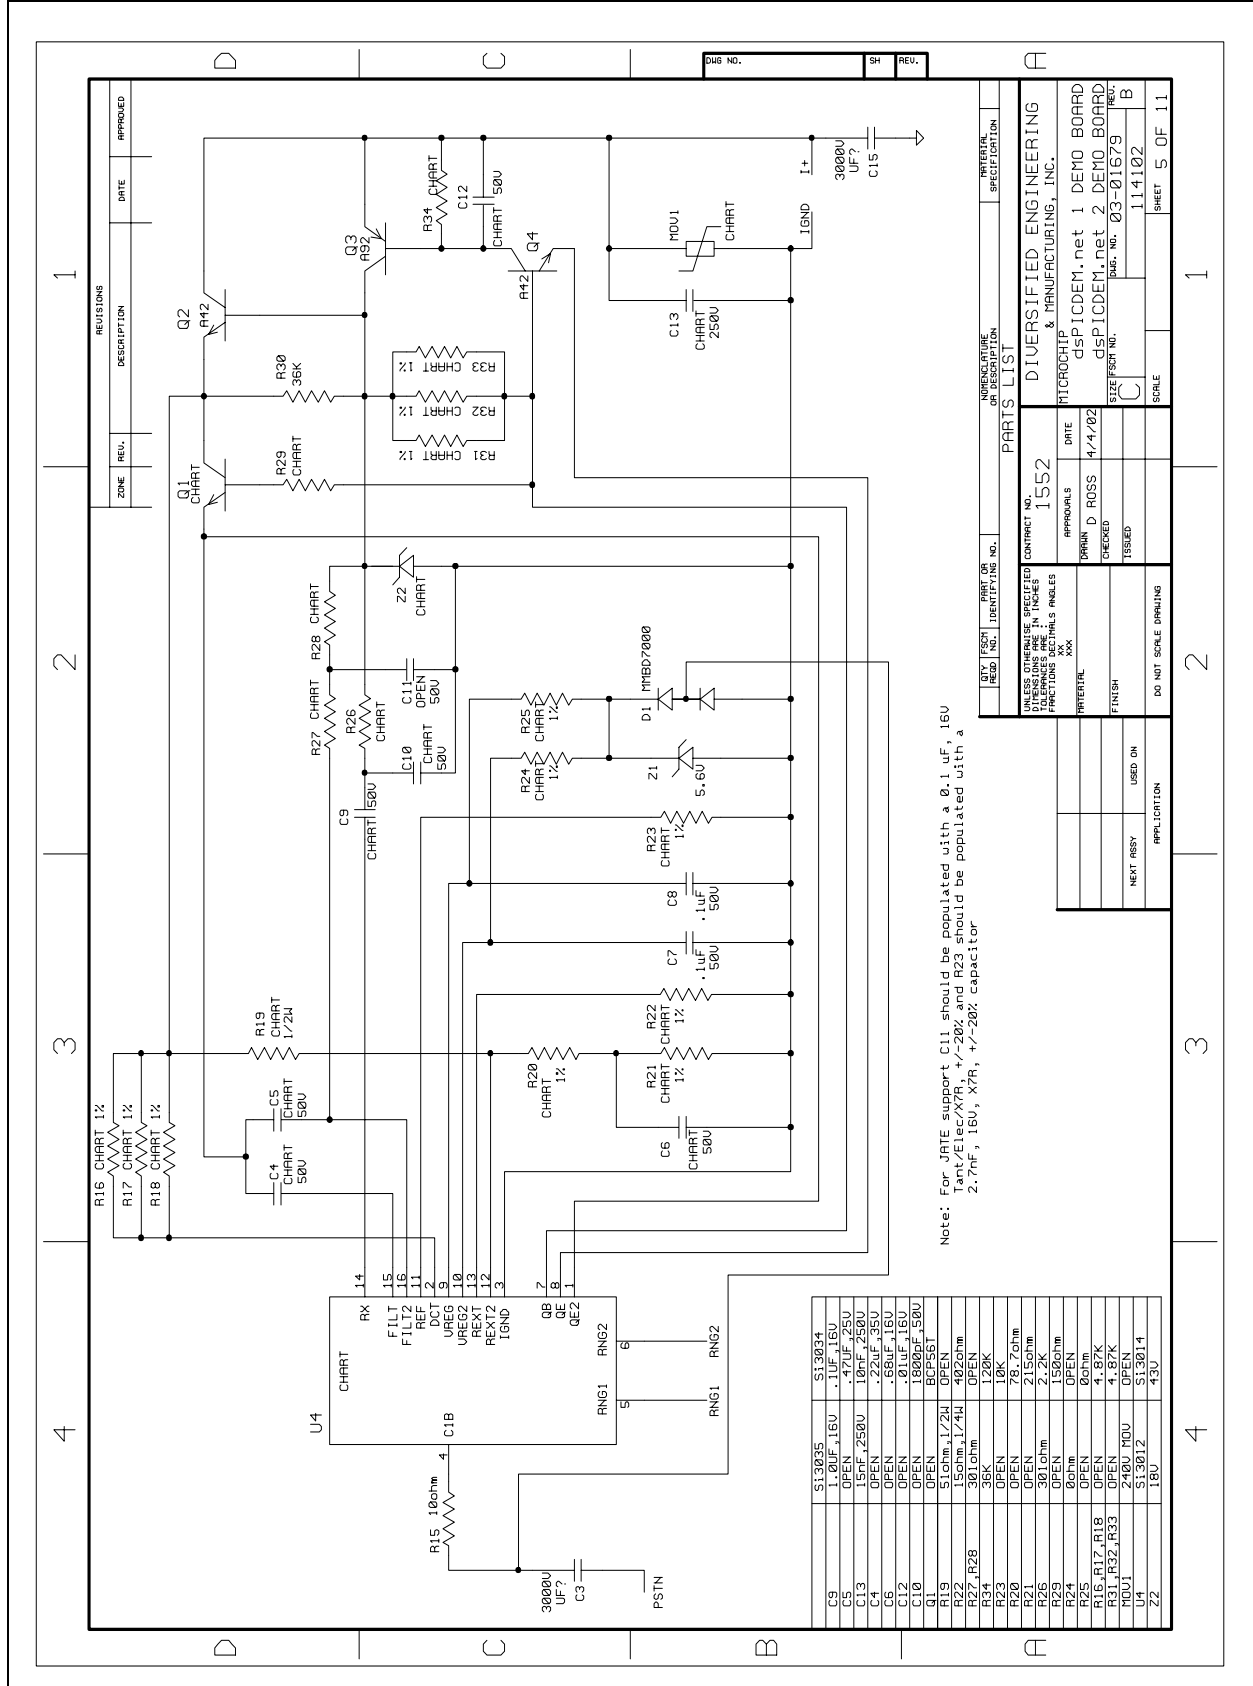 DWG NO.
SH
REV.
D
C
B
A
1
2
3
4
REVISIONS
ZONE
REV.
DESCRIPTION
DATE
APPROVED
R16 CHART 1%
R17 CHART 1%
R18 CHART 1%
C4
CHART
50V
C5
CHART
50V
R19
CHART
1/2W
Q1
CHART
Q2
A42
R29
CHART
R30
36K
Q3
A92
R34 CHART
C12
50V
CHART
Q4
A42
R31 CHART 1%
R32 CHART 1%
R33 CHART 1%
R27 CHART
R28 CHART
R26
CHART
C9
50V
CHART
C10
CHART
50V
C11
OPEN
50V
Z2
CHART
R20
CHART
1%
R21
CHART
1%
C6
CHART
50V
R22
CHART
1%
C7
.1uF
50V
C8
.1uF
50V
R23
CHART
1%
R24
CHART
1%
R25
CHART
1%
Z1
5.6V
D1 MMBD7000
C13
CHART
250V
MOV1
CHART
IGND
I+
3000V
UF?
C15
U4
CHART
C1B
4
RX
14
FILT
15
FILT2
16
REF
11
DCT
2
VREG
9
VREG2
10
REXT
13
REXT2
12
IGND
3
QB
7
QE
8
QE2
1
RNG1
5
RNG2
6
RNG1
RNG2
R15 10ohm
3000V
UF?
C3
PSTN
Si3035 Si3034
C9 1.0UF,16V .1UF,16V
C5 OPEN .47UF,25V
C13 15nF,250V 10nF,250V
C4 OPEN .22uF,35V
C6 OPEN .68uF,16V
C12 OPEN .01uF,16V
C10 OPEN 1800pF,50V
Q1 OPEN BCP56T
R19 51ohm,1/2W OPEN
R22 15ohm,1/4W 402ohm
R27,R28 301ohm OPEN
R34 36K 120K
R23 OPEN 10K
R20 OPEN 78.7ohm
R21 OPEN 215ohm
R26 301ohm 2.2K
R29 OPEN 150ohm
R24 0ohm OPEN
R25 OPEN 0ohm
R16,R17,R18 OPEN 4.87K
R31,R32,R33 OPEN 4.87K
MOV1 240V MOV OPEN
U4 Si3012 Si3014
Z2 18V 43V
Note: For JATE support C11 should be populated with a 0.1 uF, 16V
Tant/Elec/X7R, +/-20% and R23 should be populated with a
2.7nF, 16V, X7R, +/-20% capacitor
QTY
REQD
FSCM
NO.
PART OR
IDENTIFYING NO.
NOMENCLATURE
OR DESCRIPTION
MATERIAL
SPECIFICATION
PARTS LIST
UNLESS OTHERWISE SPECIFIED
DIMENSIONS ARE IN INCHES
TOLERANCES ARE :
FRACTIONS DECIMALS ANGLES
XX
XXX
MATERIAL
FINISH
DO NOT SCALE DRAWING
NEXT ASSY
USED ON
APPLICATION
CONTRACT NO.
1552
APPROVALS
DATE
DRAWN
D ROSS
4/4/02
CHECKED
ISSUED
DIVERSIFIED ENGINEERING
& MANUFACTURING, INC.
MICROCHIP
dsPICDEM.net 1 DEMO BOARD
dsPICDEM.net 2 DEMO BOARD
SIZE
C
FSCM NO.
DWG. NO.
03-01679
114102
REV.
B
SCALE
SHEET 5 OF 11
1
2
3
4
D
C
B
A